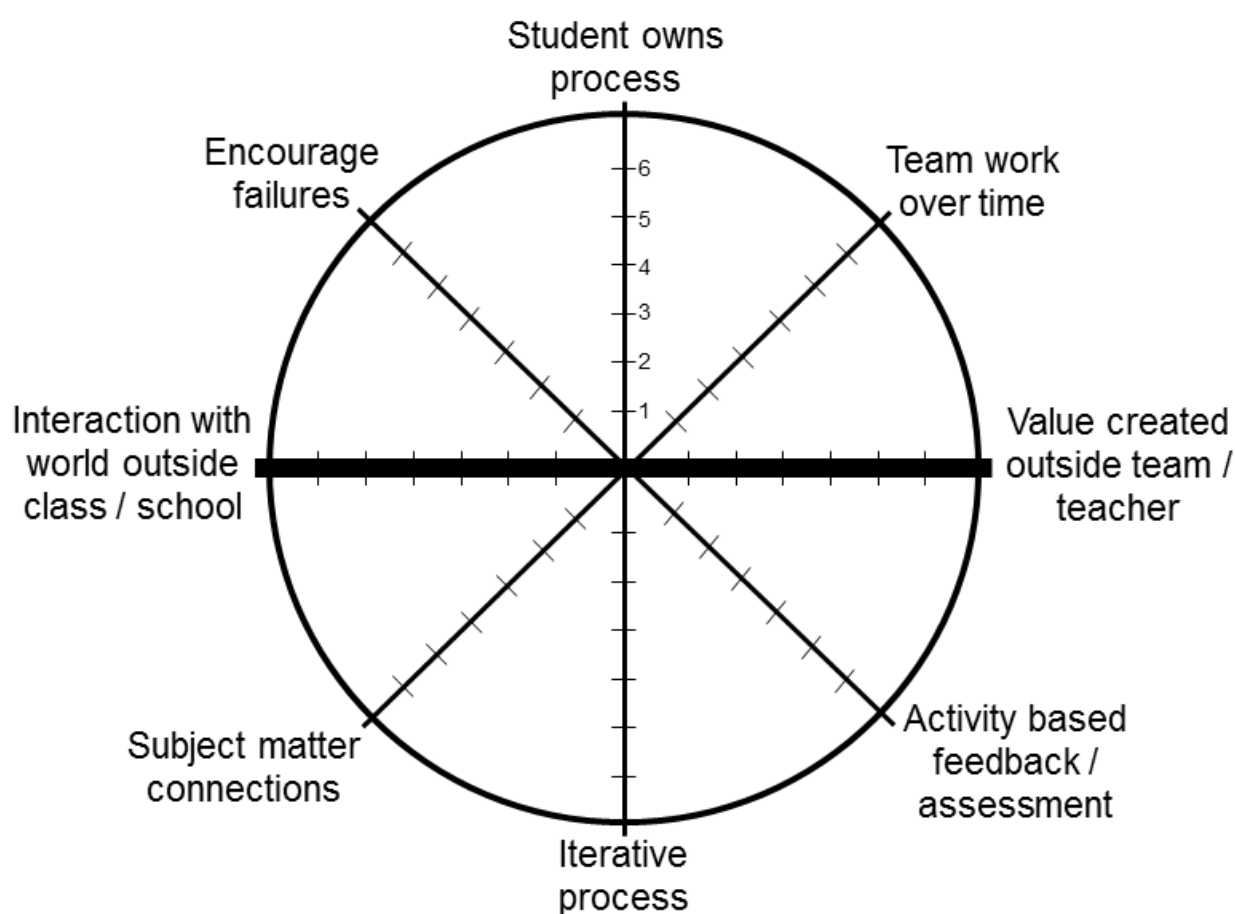 Student owns
process
Encourage
failures
Team work
over time
6
5
4
3
2
1
Interaction with
world outside
class / school
Value created
outside team /
teacher
Subject matter
connections
Activity based
feedback /
assessment
Iterative
process